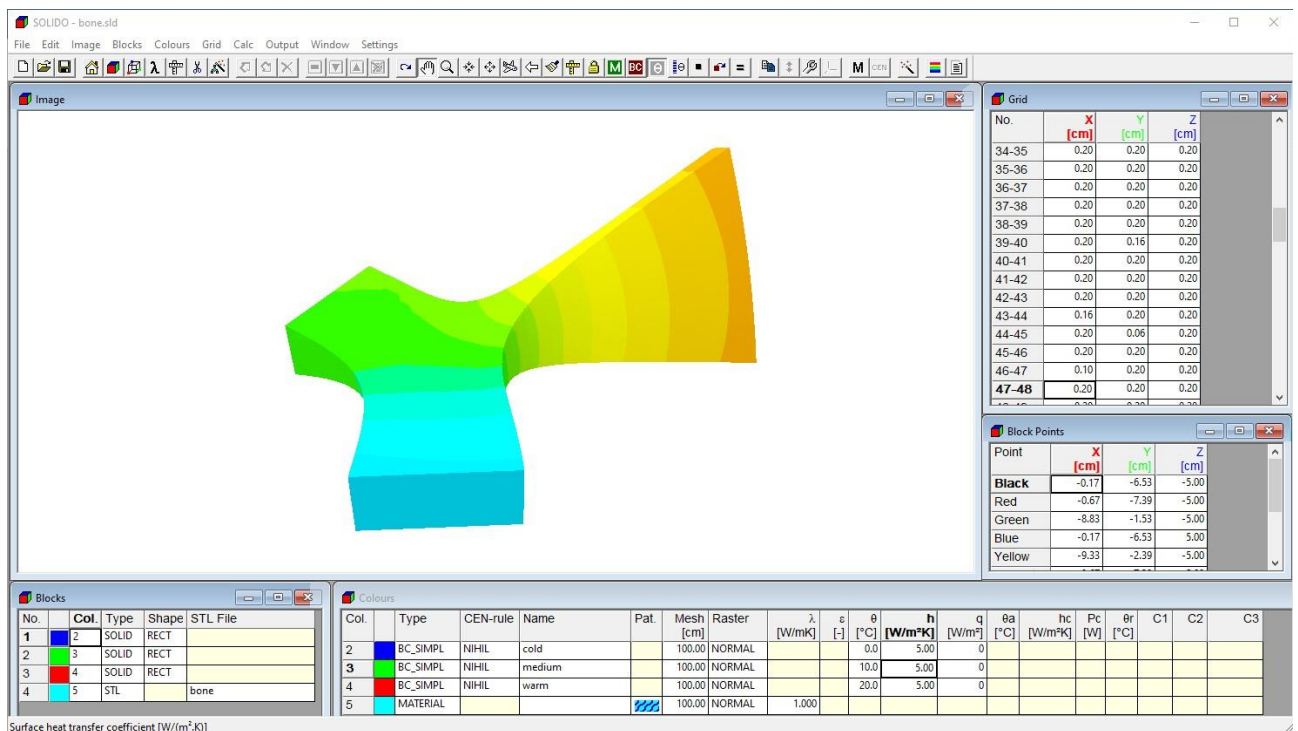 SOLIDO - bone.sld
File Edit Image Blocks Colours Grid Calc Output Window Settings
λ M BC θ M CEN
Image
Grid
No. X [cm] Y [cm] Z [cm]
34-35 0.20 0.20 0.20
35-36 0.20 0.20 0.20
36-37 0.20 0.20 0.20
37-38 0.20 0.20 0.20
38-39 0.20 0.20 0.20
39-40 0.20 0.16 0.20
40-41 0.20 0.20 0.20
41-42 0.20 0.20 0.20
42-43 0.20 0.20 0.20
43-44 0.16 0.20 0.20
44-45 0.20 0.06 0.20
45-46 0.20 0.20 0.20
46-47 0.10 0.20 0.20
47-48 0.20 0.20 0.20
Block Points
Point X [cm] Y [cm] Z [cm]
Black -0.17 -6.53 -5.00
Red -0.67 -7.39 -5.00
Green -8.83 -1.53 -5.00
Blue -0.17 -6.53 5.00
Yellow -9.33 -2.39 -5.00
Blocks
No. Col. Type Shape STL File
1 2 SOLID RECT
2 3 SOLID RECT
3 4 SOLID RECT
4 5 STL bone
Colours
Col. Type CEN-rule Name Pat. Mesh [cm] Raster λ [W/mK] ε [-] θ [°C] h [W/m²K] q [W/m²] θa [°C] hc [W/m²K] Pc [W] θr [°C] C1 C2 C3
2 BC_SIMPL NIHIL cold 100.00 NORMAL 0.0 5.00 0
3 BC_SIMPL NIHIL medium 100.00 NORMAL 10.0 5.00 0
4 BC_SIMPL NIHIL warm 100.00 NORMAL 20.0 5.00 0
5 MATERIAL 100.00 NORMAL 1.000
Surface heat transfer coefficient [W/(m².K)]